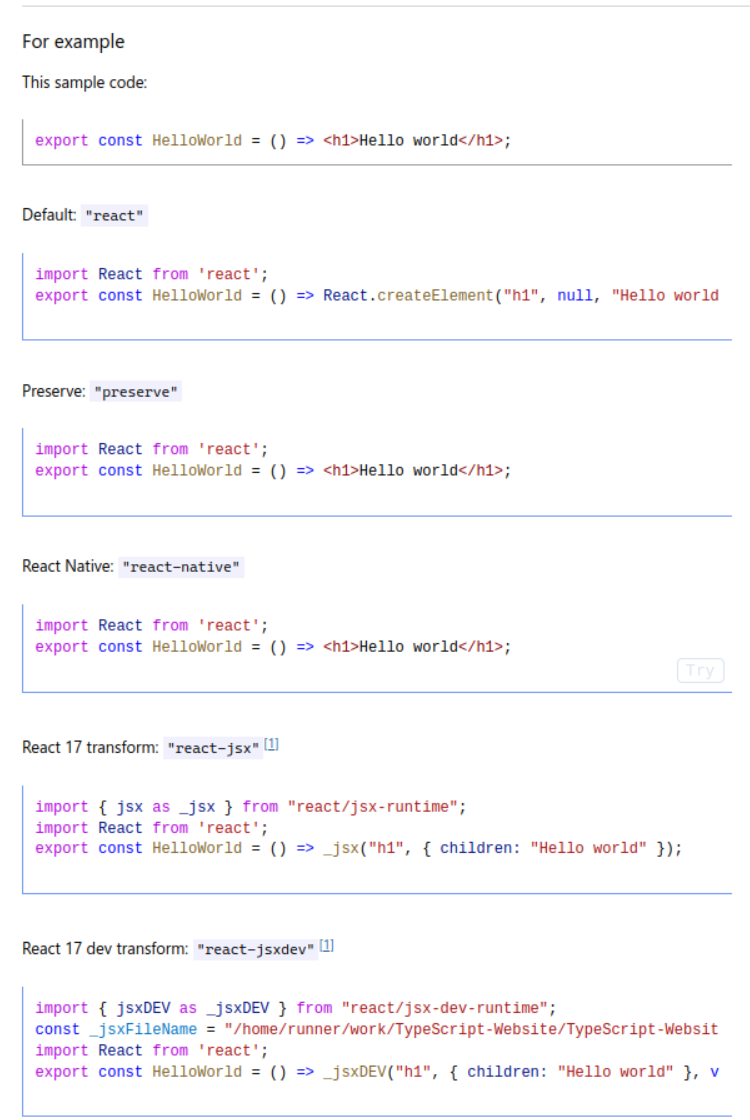 For example
This sample code:
export const HelloWorld = () => <h1>Hello world</h1>;
Default: "react"
import React from 'react';
export const HelloWorld = () => React.createElement("h1", null, "Hello world
Preserve: "preserve"
import React from 'react';
export const HelloWorld = () => <h1>Hello world</h1>;
React Native: "react-native"
import React from 'react';
export const HelloWorld = () => <h1>Hello world</h1>;
Try
React 17 transform: "react-jsx" [1]
import { jsx as _jsx } from "react/jsx-runtime";
import React from 'react';
export const HelloWorld = () => _jsx("h1", { children: "Hello world" });
React 17 dev transform: "react-jsxdev" [1]
import { jsxDEV as _jsxDEV } from "react/jsx-dev-runtime";
const _jsxFileName = "/home/runner/work/TypeScript-Website/TypeScript-Websit
import React from 'react';
export const HelloWorld = () => _jsxDEV("h1", { children: "Hello world" }, v